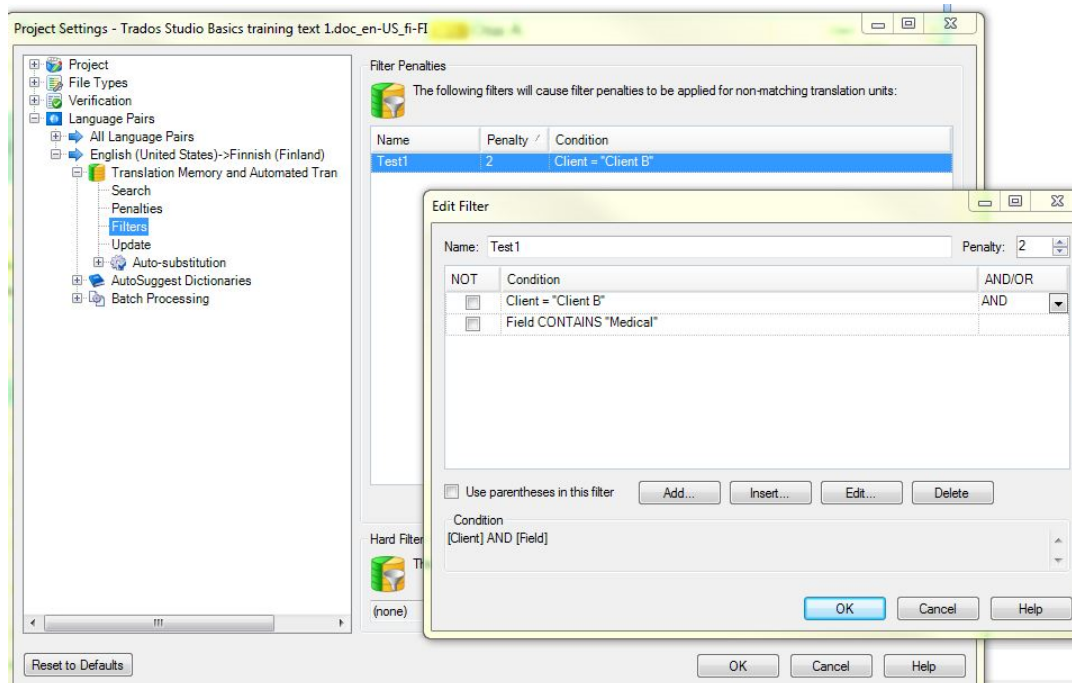 Project Settings - Trados Studio Basics training text 1.doc_en-US_fi-FI
Project
File Types
Verification
Language Pairs
All Language Pairs
English (United States)->Finnish (Finland)
Translation Memory and Automated Tran
Search
Penalties
Filters
Update
Auto-substitution
AutoSuggest Dictionaries
Batch Processing
Filter Penalties
The following filters will cause filter penalties to be applied for non-matching translation units:
Name Penalty Condition
Test1 2 Client = "Client B"
Edit Filter
Name: Test1 Penalty: 2
NOT Condition AND/OR
Client = "Client B" AND
Field CONTAINS "Medical"
Use parentheses in this filter Add... Insert... Edit... Delete
Condition
[Client] AND [Field]
OK Cancel Help
Hard Filter
(none)
Reset to Defaults OK Cancel Help